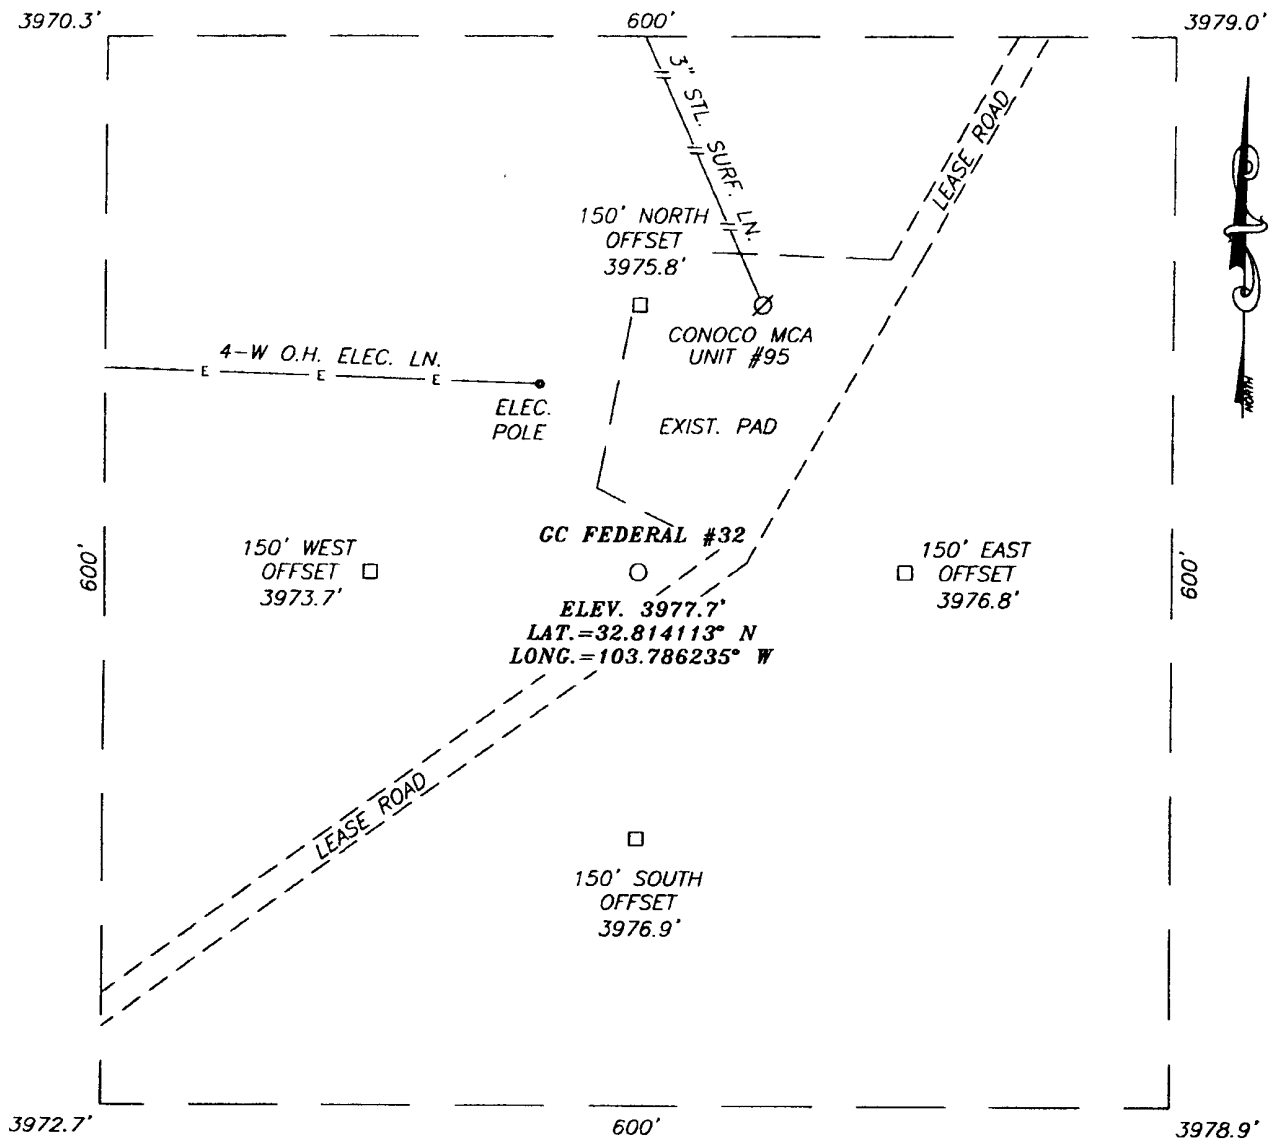 3970.3'
600'
3979.0'
3" STL. SURF. LN.
LEASE ROAD
150' NORTH
OFFSET
3975.8'
CONOCO MCA
UNIT #95
4-W O.H. ELEC. LN.
E E E
ELEC.
POLE
EXIST. PAD
NORTH
600'
150' WEST
OFFSET
3973.7'
GC FEDERAL #32
ELEV. 3977.7'
LAT.=32.814113° N
LONG.=103.786235° W
150' EAST
OFFSET
3976.8'
600'
LEASE ROAD
150' SOUTH
OFFSET
3976.9'
3972.7'
600'
3978.9'